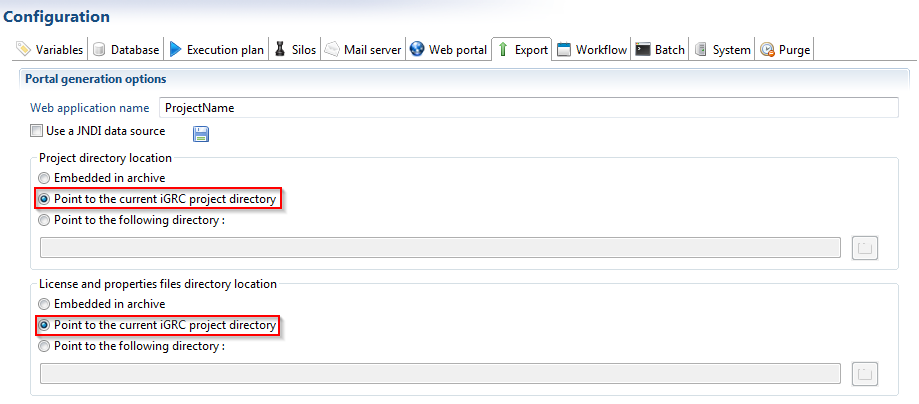 Configuration
Variables Database Execution plan Silos Mail server Web portal Export Workflow Batch System Purge
Portal generation options
Web application name ProjectName
Use a JNDI data source
Project directory location
Embedded in archive
Point to the current iGRC project directory
Point to the following directory :
License and properties files directory location
Embedded in archive
Point to the current iGRC project directory
Point to the following directory :